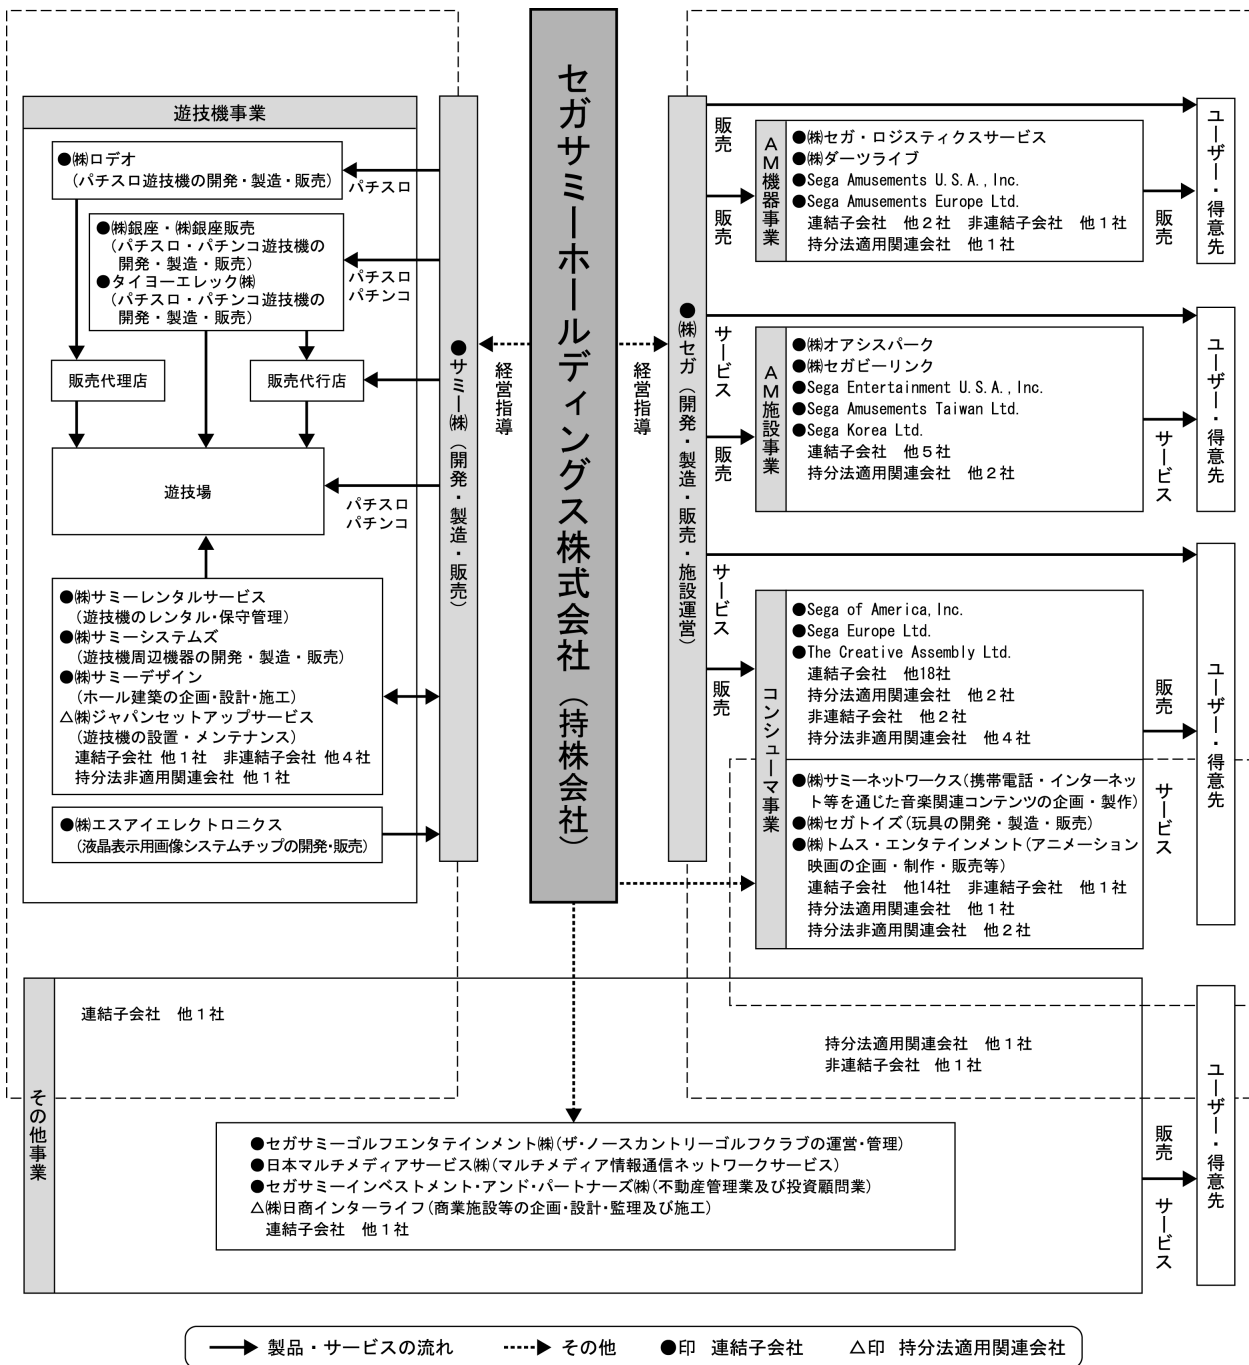 セガサミーホールディングス株式会社（持株会社）
経営指導
経営指導
●サミー㈱（開発・製造・販売）
遊技機事業
●㈱ロデオ
(パチスロ遊技機の開発・製造・販売)
パチスロ
●㈱銀座・㈱銀座販売
(パチスロ・パチンコ遊技機の
開発・製造・販売)
●タイヨーエレック㈱
(パチスロ・パチンコ遊技機の
開発・製造・販売)
パチスロ
パチンコ
販売代理店
販売代行店
遊技場
パチスロ
パチンコ
●㈱サミーレンタルサービス
(遊技機のレンタル・保守管理)
●㈱サミーシステムズ
(遊技機周辺機器の開発・製造・販売)
●㈱サミーデザイン
(ホール建築の企画・設計・施工)
△㈱ジャパンセットアップサービス
(遊技機の設置・メンテナンス)
連結子会社 他１社　非連結子会社 他４社
持分法非適用関連会社 他１社
●㈱エスアイエレクトロニクス
(液晶表示用画像システムチップの開発・販売)
●㈱セガ（開発・製造・販売・施設運営）
販売
販売
AM機器事業
●㈱セガ・ロジスティクスサービス
●㈱ダーツライブ
●Sega Amusements U.S.A., Inc.
●Sega Amusements Europe Ltd.
連結子会社　他２社　非連結子会社　他１社
持分法適用関連会社　他１社
販売
ユーザー・得意先
サービス
販売
AM施設事業
●㈱オアシスパーク
●㈱セガビーリンク
●Sega Entertainment U.S.A., Inc.
●Sega Amusements Taiwan Ltd.
●Sega Korea Ltd.
連結子会社　他５社
持分法適用関連会社　他２社
サービス
ユーザー・得意先
サービス
販売
コンシューマ事業
●Sega of America, Inc.
●Sega Europe Ltd.
●The Creative Assembly Ltd.
連結子会社　他18社
持分法適用関連会社　他２社
非連結子会社　他２社
持分法非適用関連会社　他４社
●㈱サミーネットワークス(携帯電話・インターネッ
ト等を通じた音楽関連コンテンツの企画・製作)
●㈱セガトイズ(玩具の開発・製造・販売)
●㈱トムス・エンタテインメント(アニメーション
映画の企画・制作・販売等)
連結子会社　他14社　非連結子会社　他１社
持分法適用関連会社　他１社
持分法非適用関連会社　他２社
販売
サービス
ユーザー・得意先
その他事業
連結子会社　他１社
持分法適用関連会社　他１社
非連結子会社　他１社
●セガサミーゴルフエンタテインメント㈱(ザ・ノースカントリーゴルフクラブの運営・管理)
●日本マルチメディアサービス㈱(マルチメディア情報通信ネットワークサービス)
●セガサミーインベストメント・アンド・パートナーズ㈱(不動産管理業及び投資顧問業)
△㈱日商インターライフ(商業施設等の企画・設計・監理及び施工)
連結子会社　他１社
販売
サービス
ユーザー・得意先
製品・サービスの流れ　その他　●印　連結子会社　△印　持分法適用関連会社